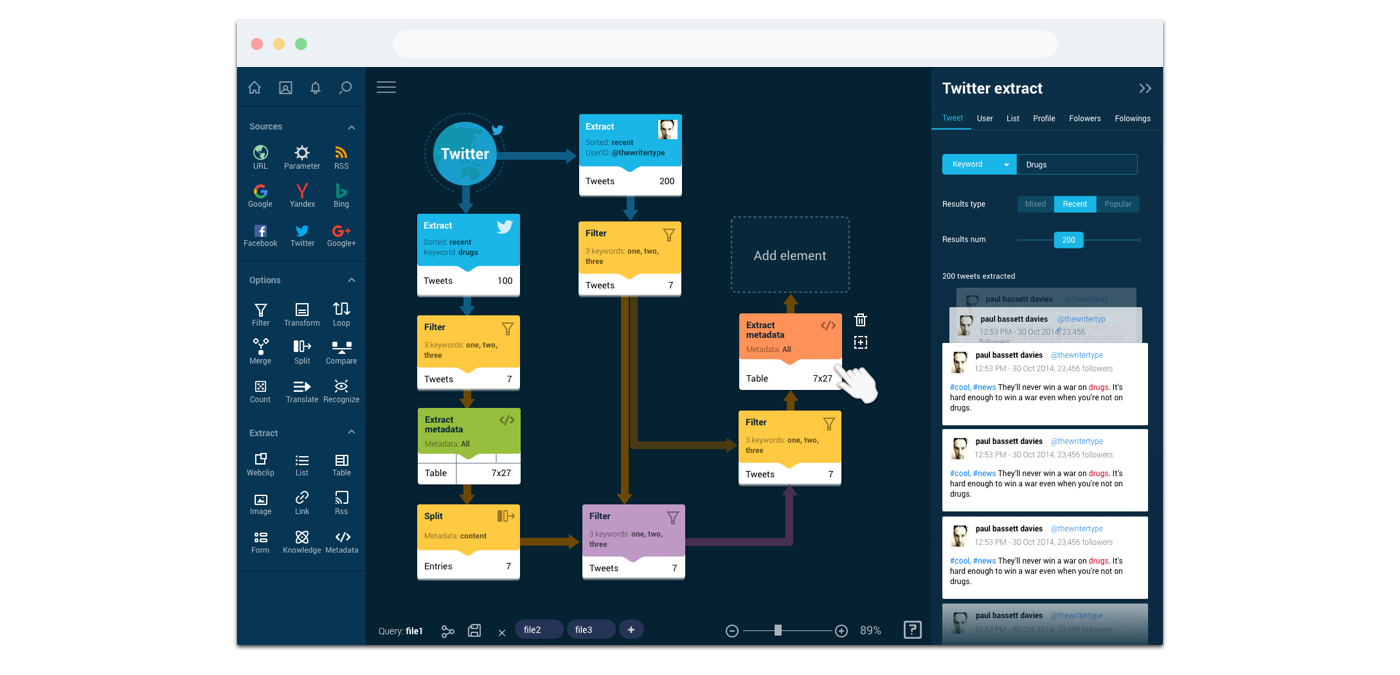 Sources
URL
Parameter
RSS
Google
Yandex
Bing
Facebook
Twitter
Google+
Options
Filter
Transform
Loop
Merge
Split
Compare
Count
Translate
Recognize
Extract
Webclip
List
Table
Image
Link
Rss
Form
Knowledge
Metadata
Twitter
Extract
Sorted: recent
UserID: @thewritertype
Tweets 200
Extract
Sorted: recent
Keyworld: drugs
Tweets 100
Filter
3 keywords: one, two,
three
Tweets 7
Add element
Filter
3 keywords: one, two,
three
Tweets 7
Extract
metadata
Metadata: All
Table 7x27
Extract
metadata
Metadata: All
Table 7x27
Filter
3 keywords: one, two,
three
Tweets 7
Split
Metadata: content
Entries 7
Filter
3 keywords: one, two,
three
Tweets 7
Query: file1
file2
file3
+
89%
?
Twitter extract
Tweet User List Profile Folowers Folowings
Keyword Drugs
Results type Mixed Recent Popular
Results num 200
200 tweets extracted
paul bassett davies @thewriterty
paul bassett davies @thewritertyp
12:53 PM - 30 Oct 2014, 23,456
followers
paul bassett davies @thewritertype
12:53 PM - 30 Oct 2014, 23,456 followers
#cool, #news They'll never win a war on drugs. It's
hard enough to win a war even when you're not on
drugs.
paul bassett davies @thewritertype
12:53 PM - 30 Oct 2014, 23,456 followers
#cool, #news They'll never win a war on drugs. It's
hard enough to win a war even when you're not on
drugs.
paul bassett davies @thewritertype
12:53 PM - 30 Oct 2014, 23,456 followers
#cool, #news They'll never win a war on drugs. It's
hard enough to win a war even when you're not on
drugs.
paul bassett davies @thewritertype
12:53 PM - 30 Oct 2014, 23,456 followers